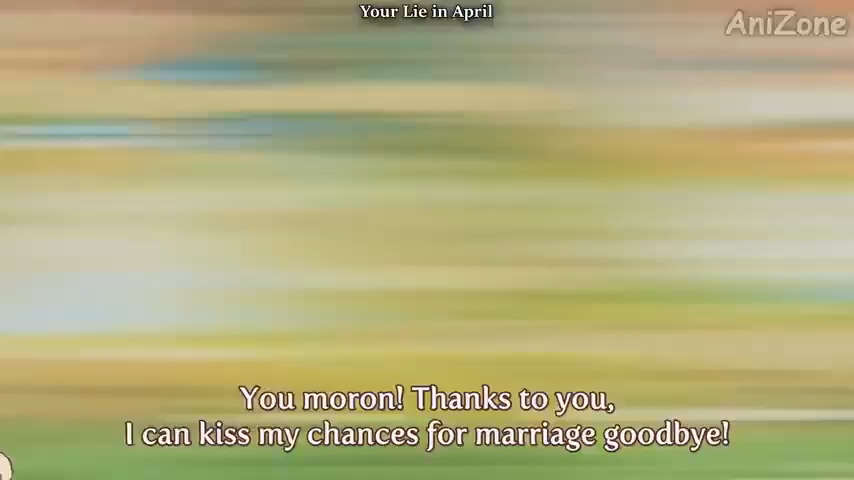 Your Lie in April
AniZone
You moron! Thanks to you,
I can kiss my chances for marriage goodbye!